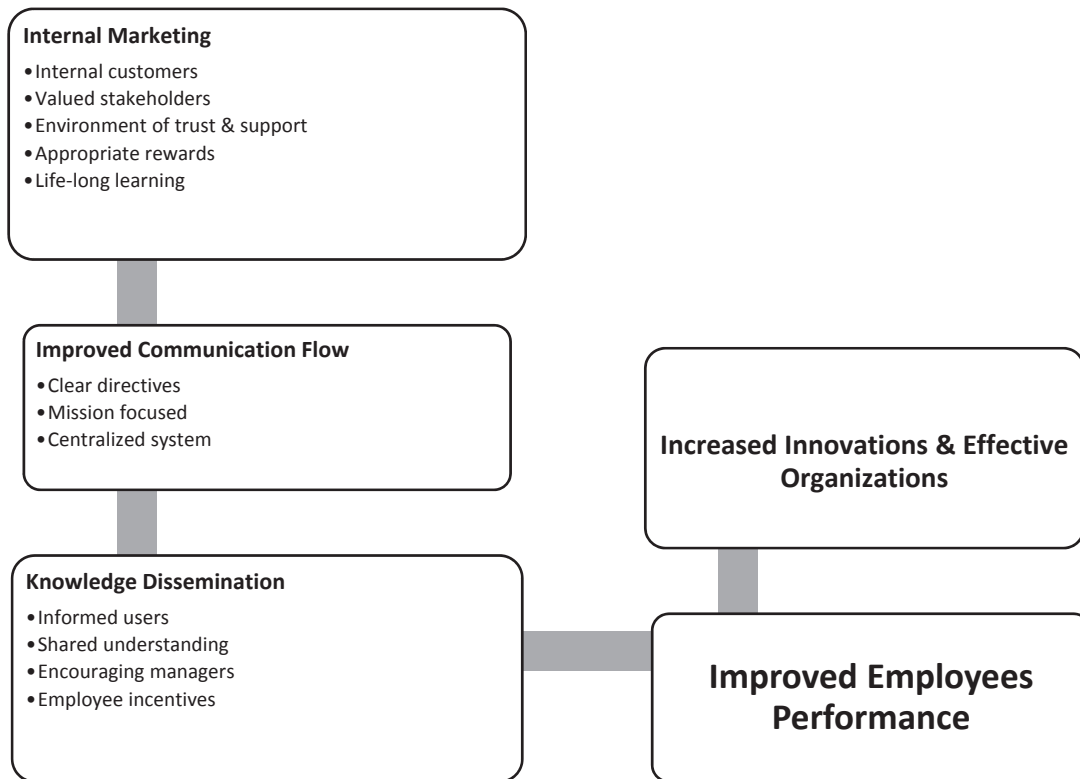 Internal Marketing
•Internal customers
•Valued stakeholders
•Environment of trust & support
•Appropriate rewards
•Life-long learning
Improved Communication Flow
•Clear directives
•Mission focused
•Centralized system
Knowledge Dissemination
•Informed users
•Shared understanding
•Encouraging managers
•Employee incentives
Increased Innovations & Effective
Organizations
Improved Employees
Performance